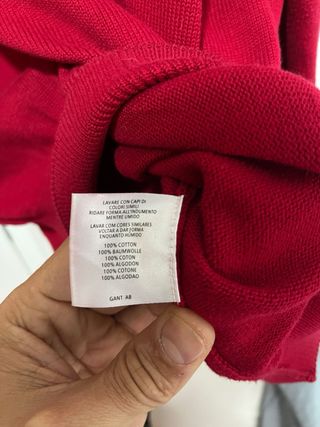 LAVARE CON CAPI DI
COLORI SIMILI
RIDARE FORMA ALL'INDUMENTO
MENTRE UMIDO
LAVAR COM CORES SIMILARES
VOLTAR A DAR FORMA
ENQUANTO HÚMIDO
100% COTTON
100% BAUMWOLLE
100% COTON
100% ALGODÓN
100% COTONE
100% ALGODAO
GANT AB